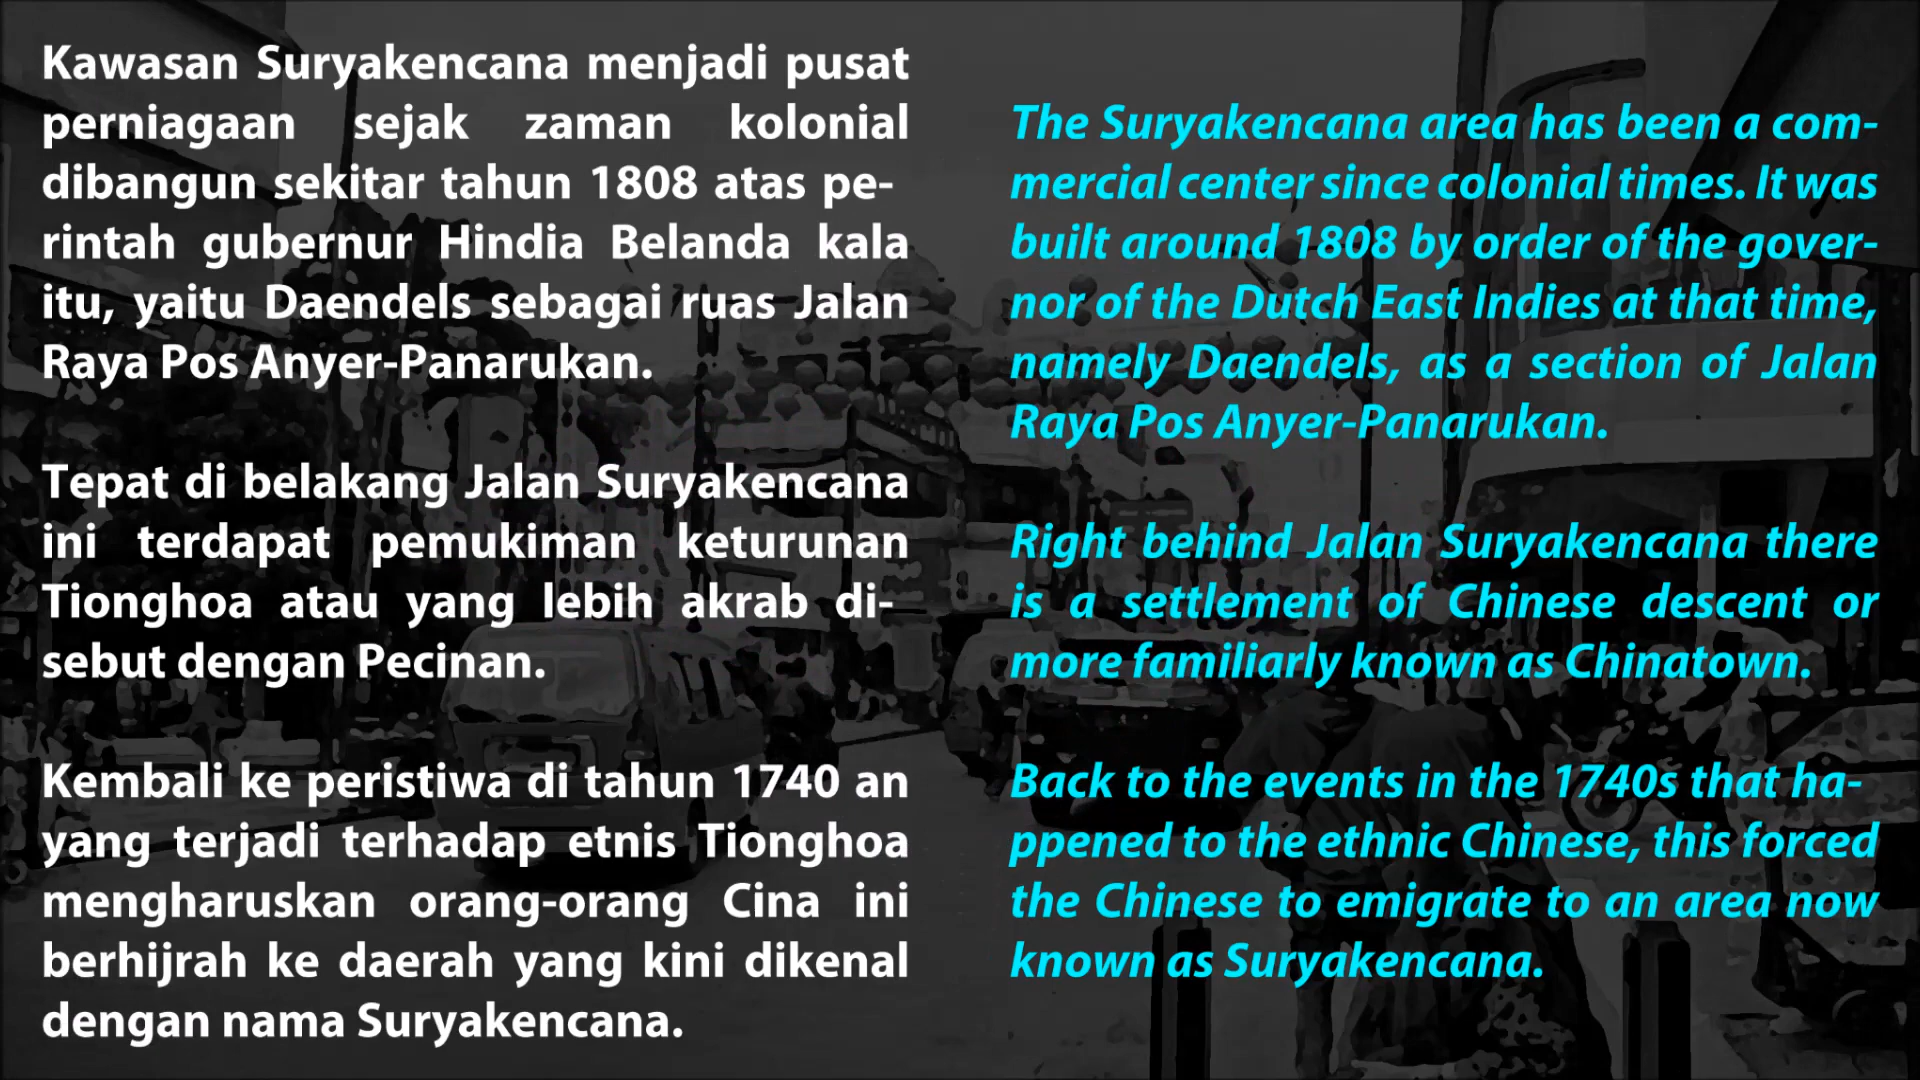 Kawasan Suryakencana menjadi pusat
perniagaan sejak zaman kolonial
dibangun sekitar tahun 1808 atas pe-
rintah gubernur Hindia Belanda kala
itu, yaitu Daendels sebagai ruas Jalan
Raya Pos Anyer-Panarukan.
Tepat di belakang Jalan Suryakencana
ini terdapat pemukiman keturunan
Tionghoa atau yang lebih akrab di-
sebut dengan Pecinan.
Kembali ke peristiwa di tahun 1740 an
yang terjadi terhadap etnis Tionghoa
mengharuskan orang-orang Cina ini
berhijrah ke daerah yang kini dikenal
dengan nama Suryakencana.
The Suryakencana area has been a com-
mercial center since colonial times. It was
built around 1808 by order of the gover-
nor of the Dutch East Indies at that time,
namely Daendels, as a section of Jalan
Raya Pos Anyer-Panarukan.
Right behind Jalan Suryakencana there
is a settlement of Chinese descent or
more familiarly known as Chinatown.
Back to the events in the 1740s that ha-
ppened to the ethnic Chinese, this forced
the Chinese to emigrate to an area now
known as Suryakencana.